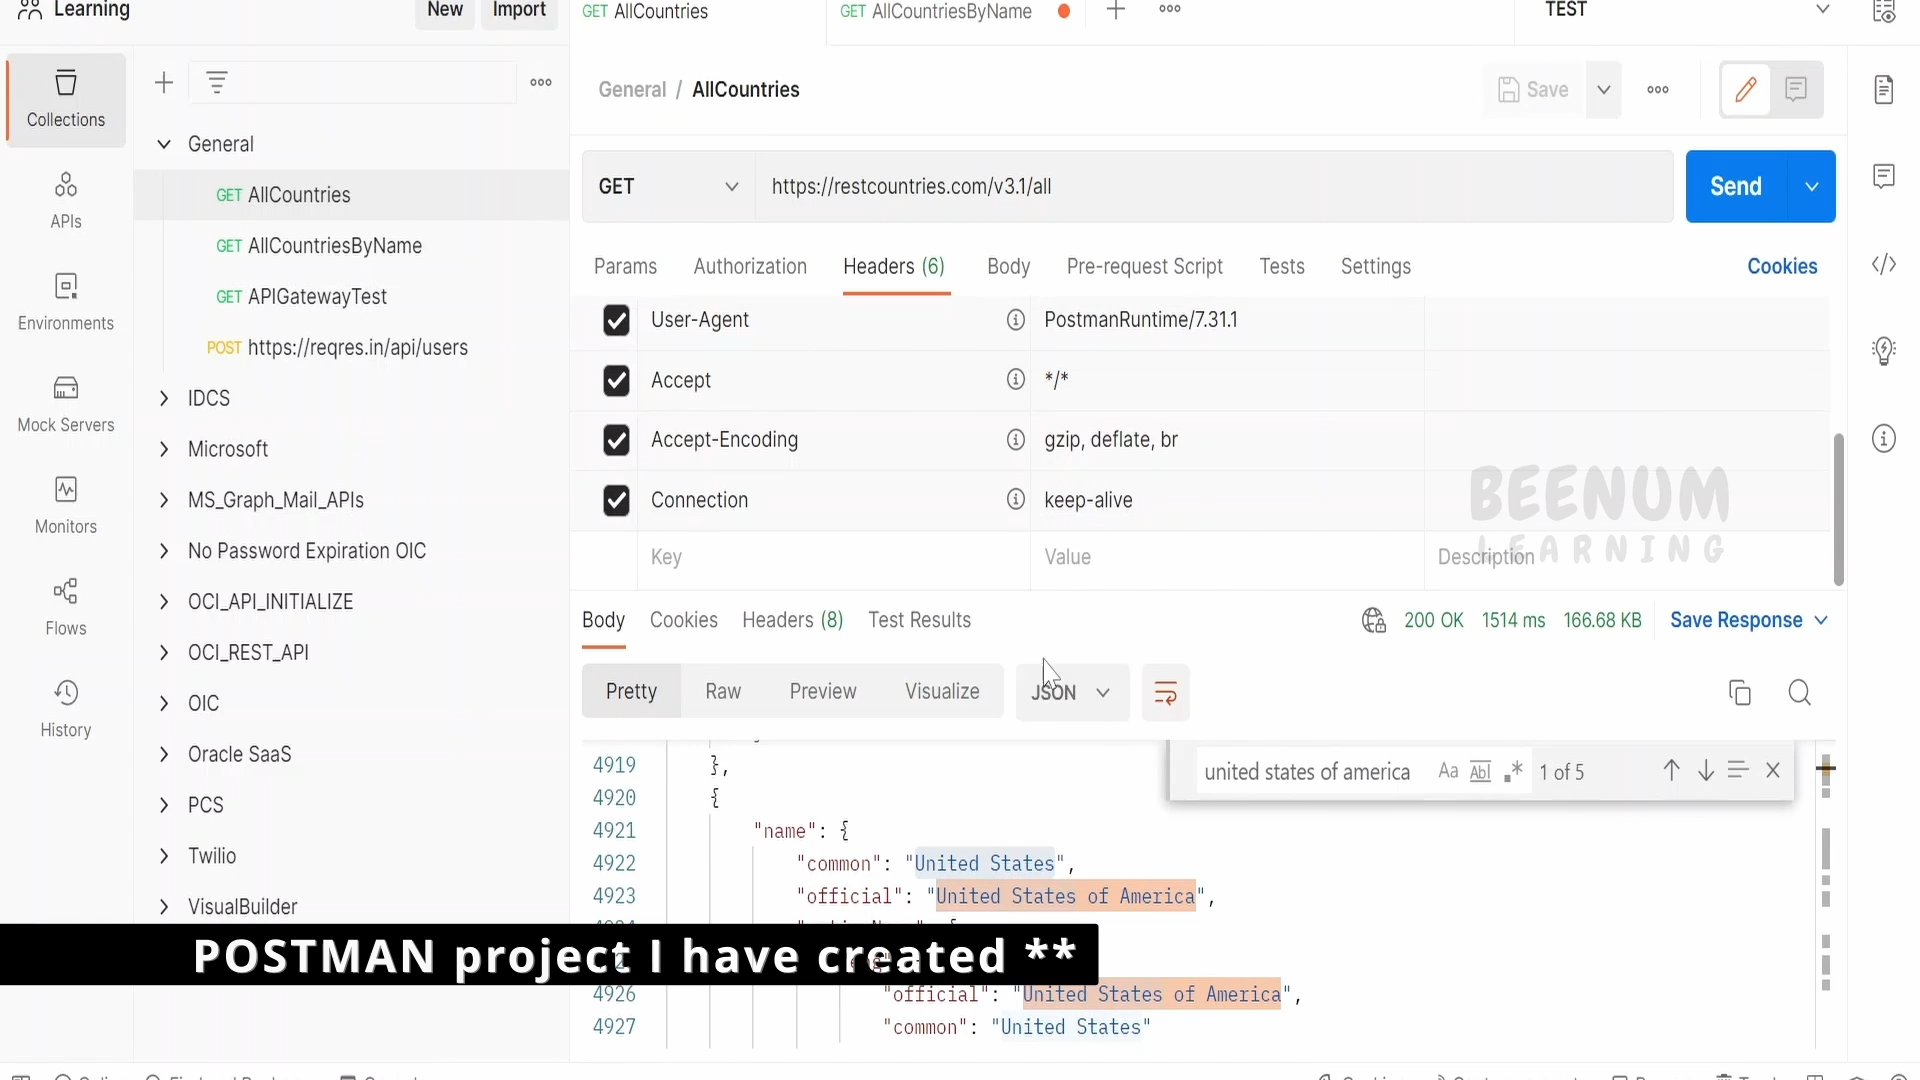 Learning
New
Import
GET AllCountries
GET AllCountriesByName
TEST
Collections
APIs
Environments
Mock Servers
Monitors
Flows
History
General
GET AllCountries
GET AllCountriesByName
GET APIGatewayTest
POST https://reqres.in/api/users
IDCS
Microsoft
MS_Graph_Mail_APIs
No Password Expiration OIC
OCI_API_INITIALIZE
OCI_REST_API
OIC
Oracle SaaS
PCS
Twilio
VisualBuilder
General / AllCountries
Save
GET
https://restcountries.com/v3.1/all
Send
Params Authorization Headers (6) Body Pre-request Script Tests Settings Cookies
User-Agent PostmanRuntime/7.31.1
Accept */*
Accept-Encoding gzip, deflate, br
Connection keep-alive
Key Value Description
BEENUM
LEARNING
Body Cookies Headers (8) Test Results 200 OK 1514 ms 166.68 KB Save Response
Pretty Raw Preview Visualize JSON
united states of america Aa Abl .* 1 of 5
4919 },
4920 {
4921 "name": {
4922 "common": "United States",
4923 "official": "United States of America",
POSTMAN project I have created **
4926 "official": "United States of America",
4927 "common": "United States"